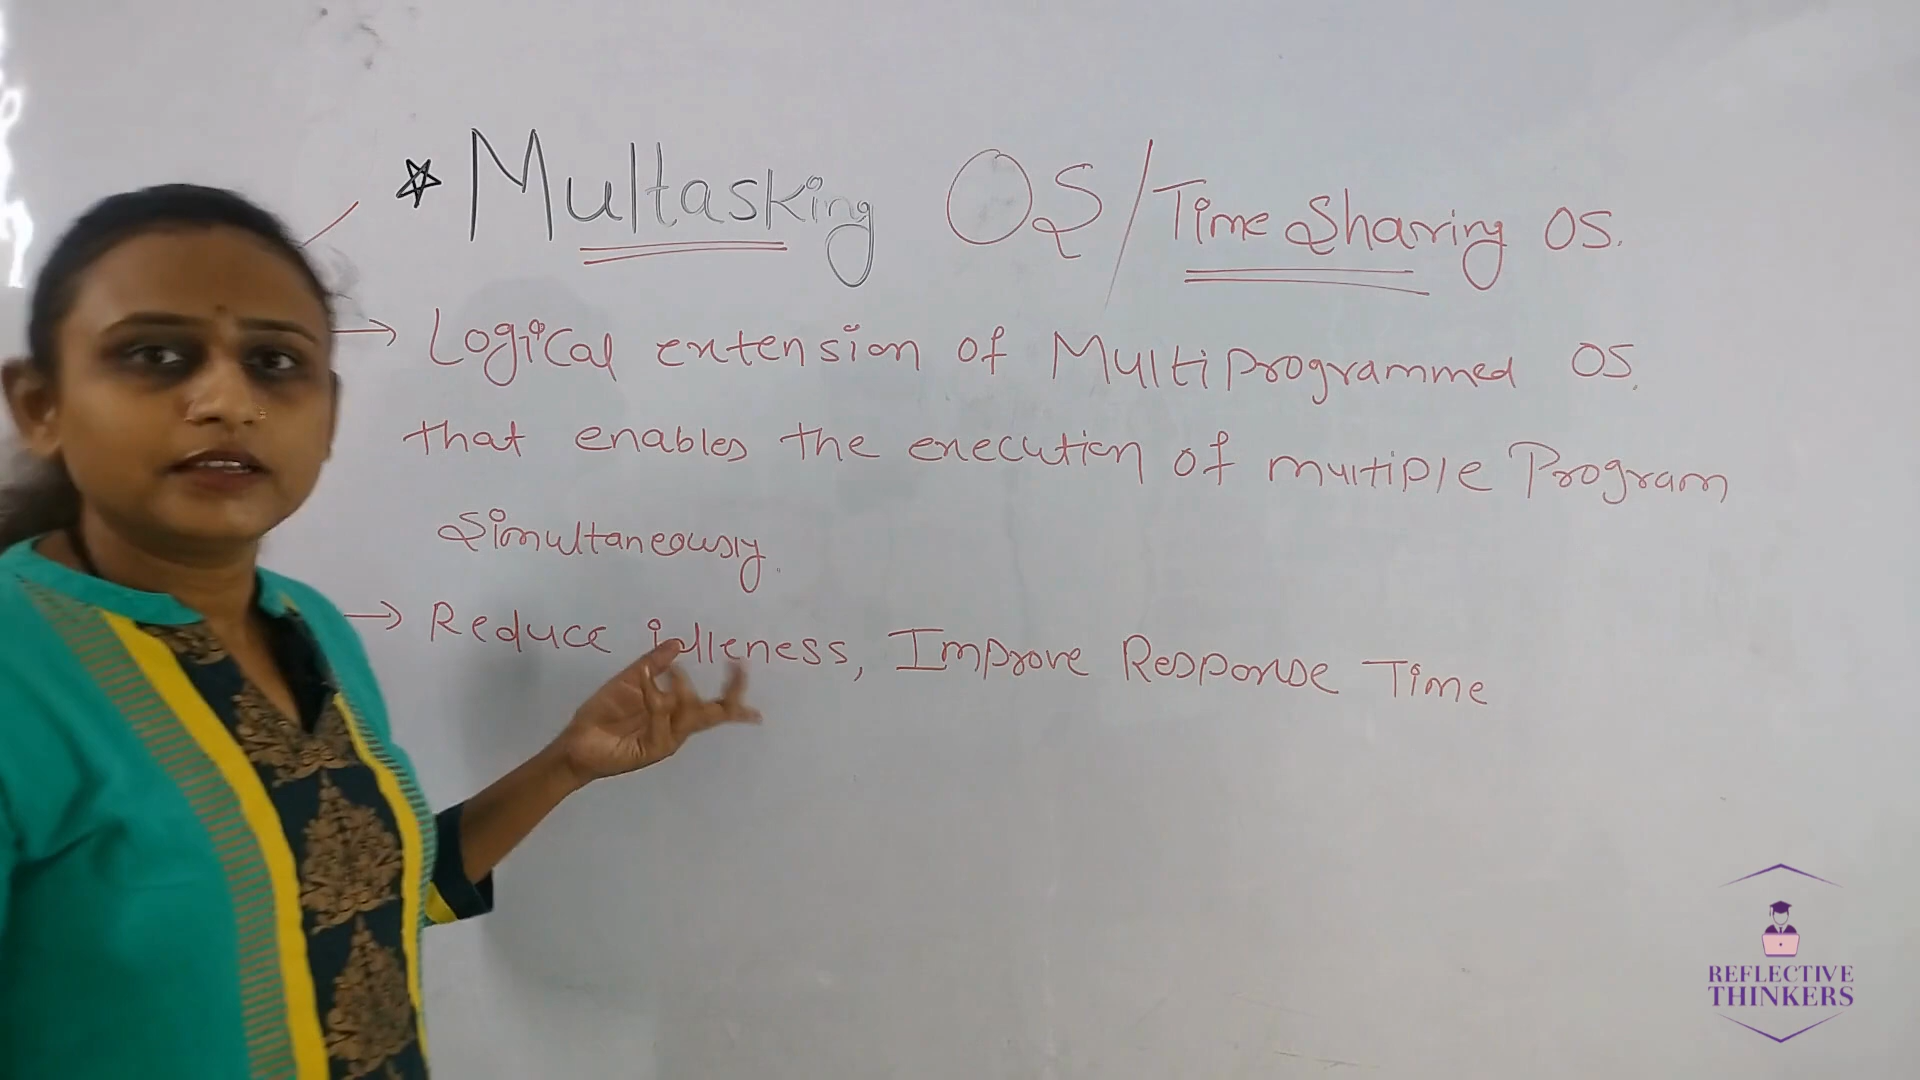 * Multasking OS/Time Sharing OS.
→ Logical extension of Multiprogrammed OS.
that enables the execution of multiple Program
Simultaneously.
→ Reduce idleness, Improve Response Time
REFLECTIVE
THINKERS